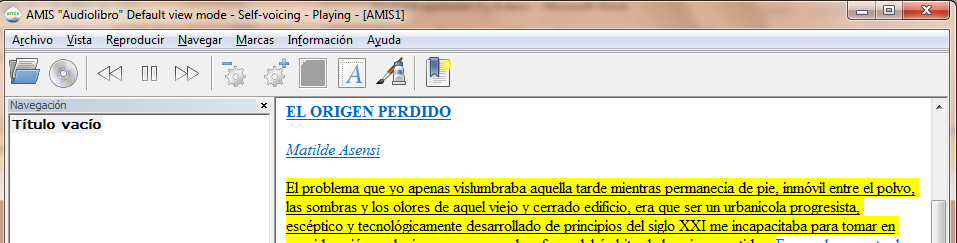 AMIS "Audiolibro" Default view mode - Self-voicing - Playing - [AMIS1]
Archivo Vista Reproducir Navegar Marcas Información Ayuda
A
Navegación
Título vacío
EL ORIGEN PERDIDO
Matilde Asensi
El problema que yo apenas vislumbraba aquella tarde mientras permanecia de pie, inmóvil entre el polvo,
las sombras y los olores de aquel viejo y cerrado edificio, era que ser un urbanicola progresista,
escéptico y tecnológicamente desarrollado de principios del siglo XXI me incapacitaba para tomar en